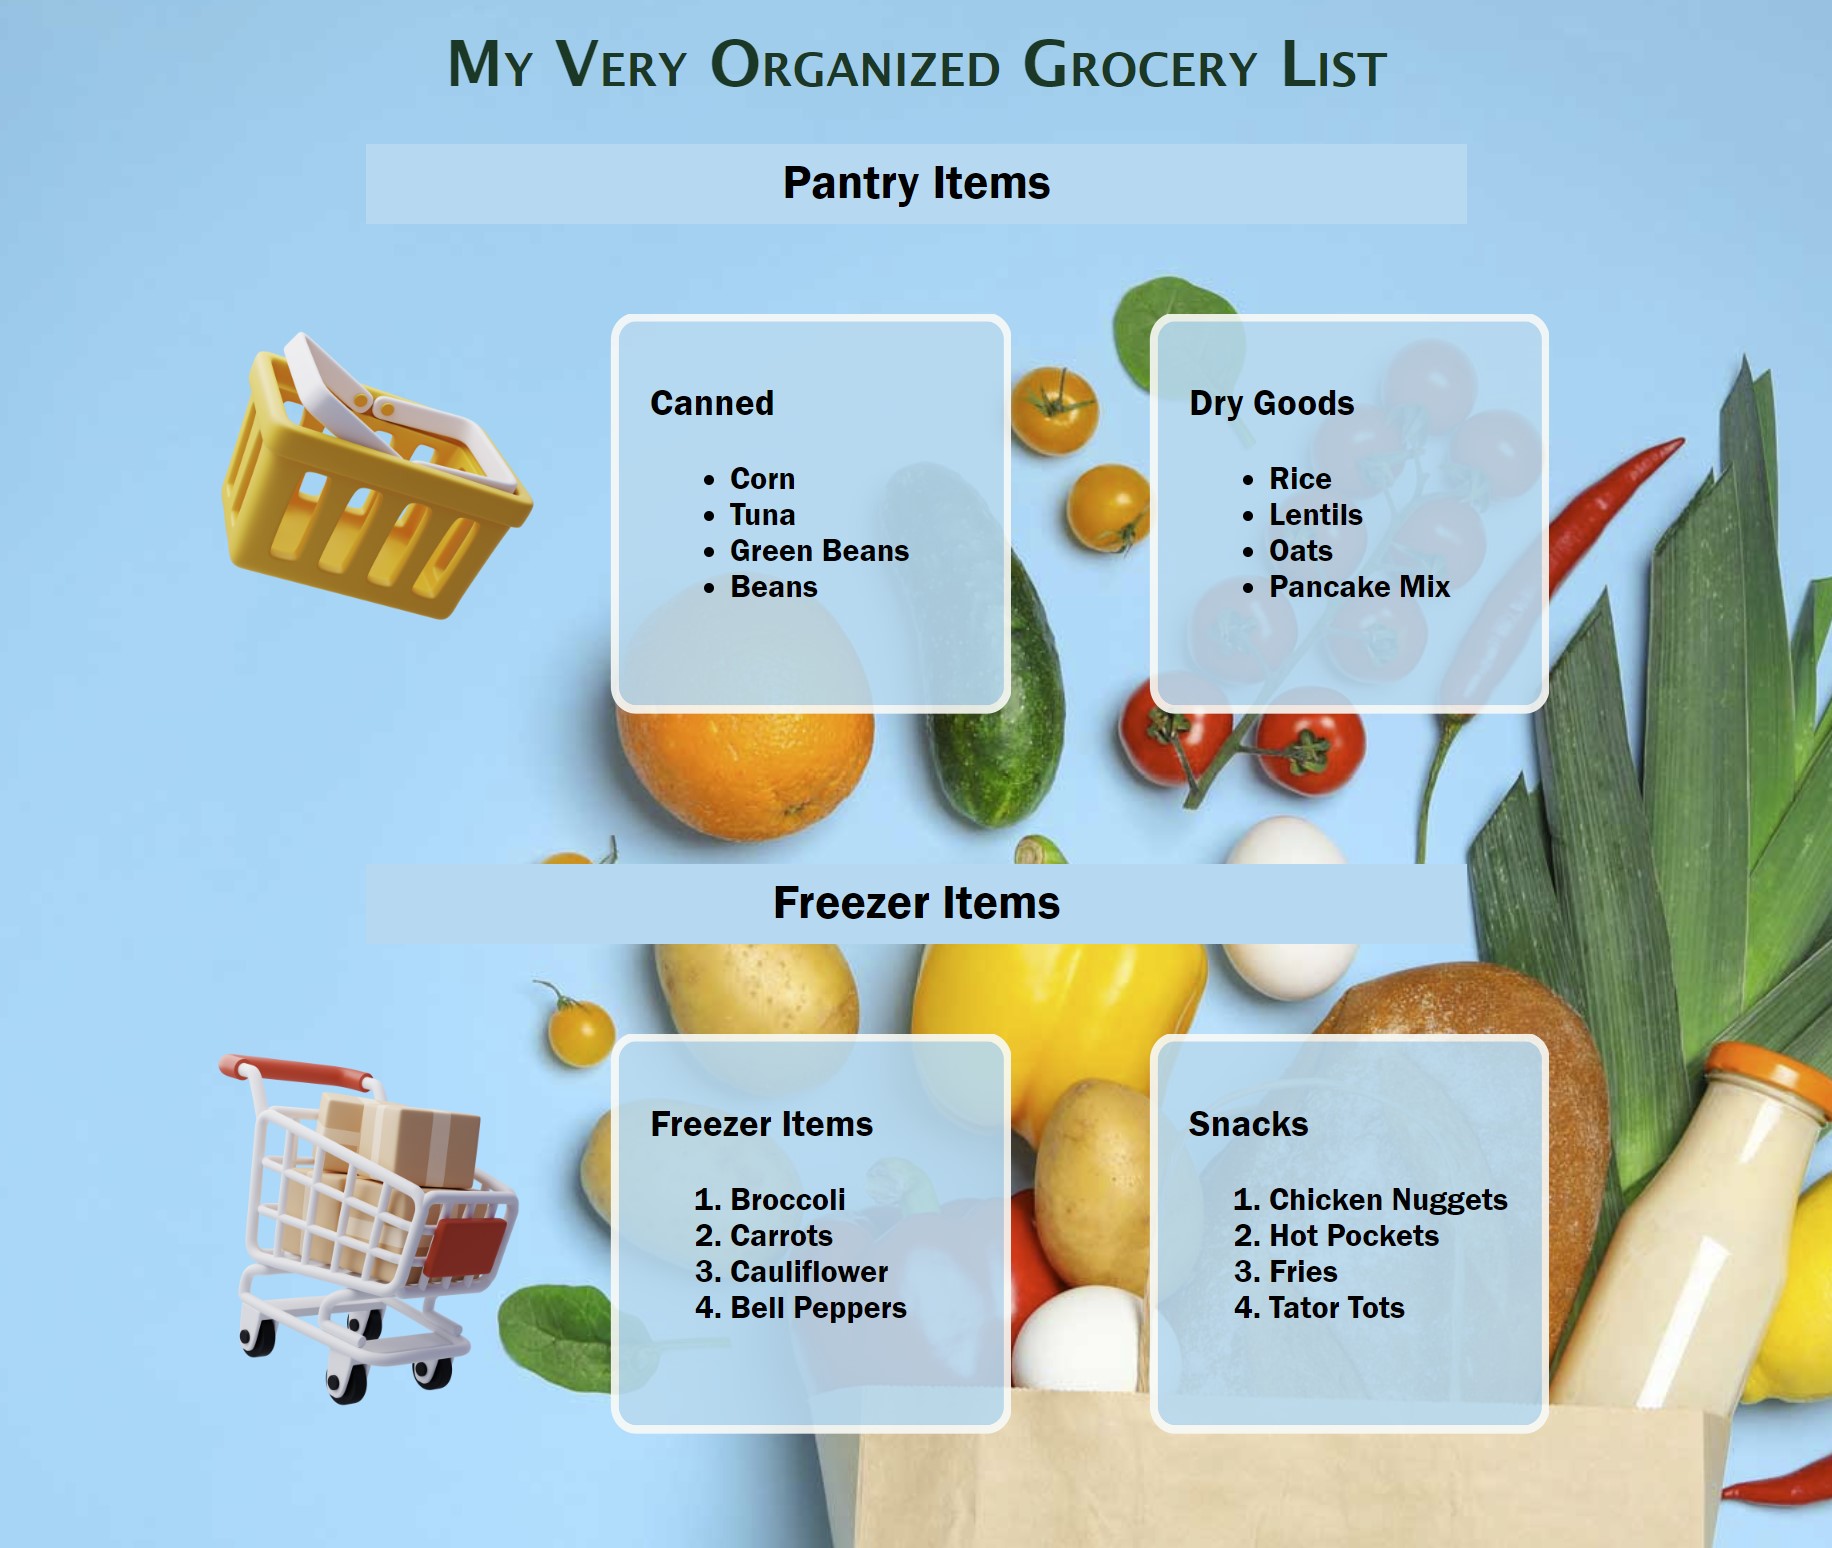 My Very Organized Grocery List
Pantry Items
Canned
• Corn
• Tuna
• Green Beans
• Beans
Dry Goods
• Rice
• Lentils
• Oats
• Pancake Mix
Freezer Items
Freezer Items
1. Broccoli
2. Carrots
3. Cauliflower
4. Bell Peppers
Snacks
1. Chicken Nuggets
2. Hot Pockets
3. Fries
4. Tator Tots